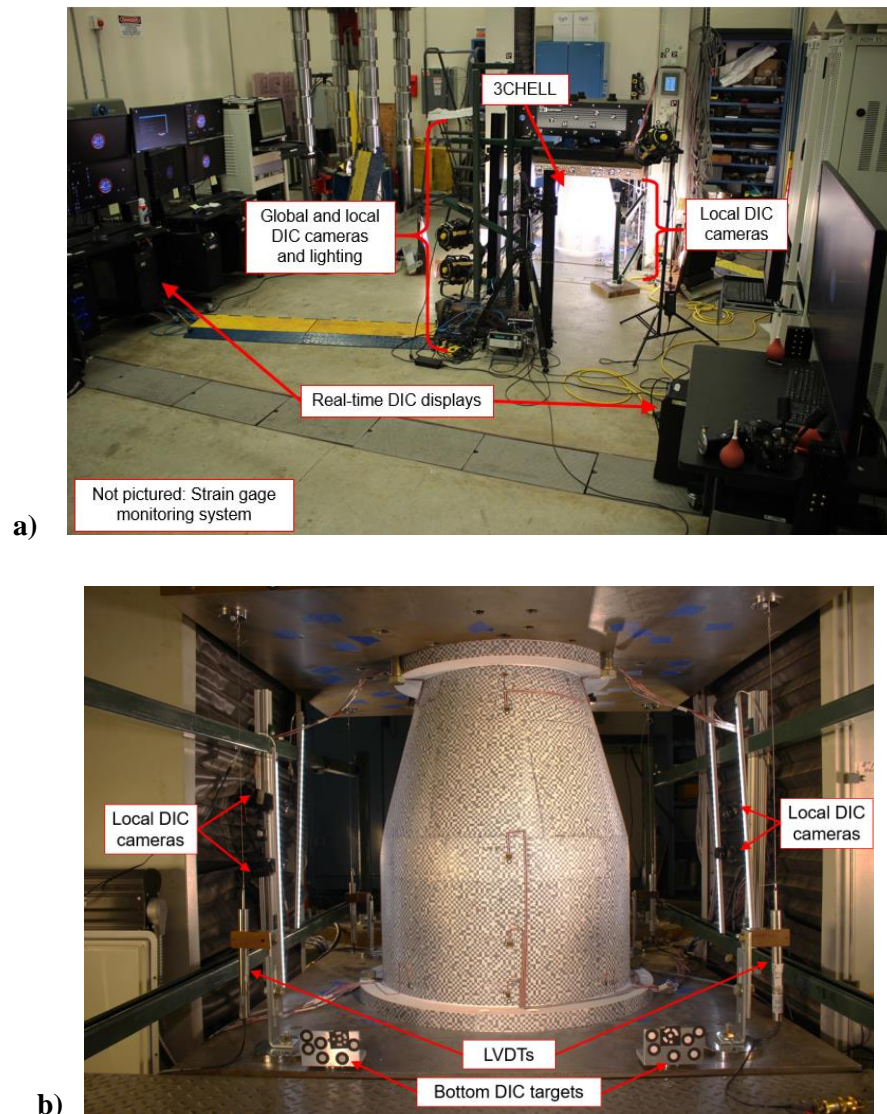 3CHELL
Global and local
DIC cameras
and lighting
Local DIC
cameras
Real-time DIC displays
Not pictured: Strain gage
monitoring system
a)
Local DIC
cameras
Local DIC
cameras
LVDTs
Bottom DIC targets
b)